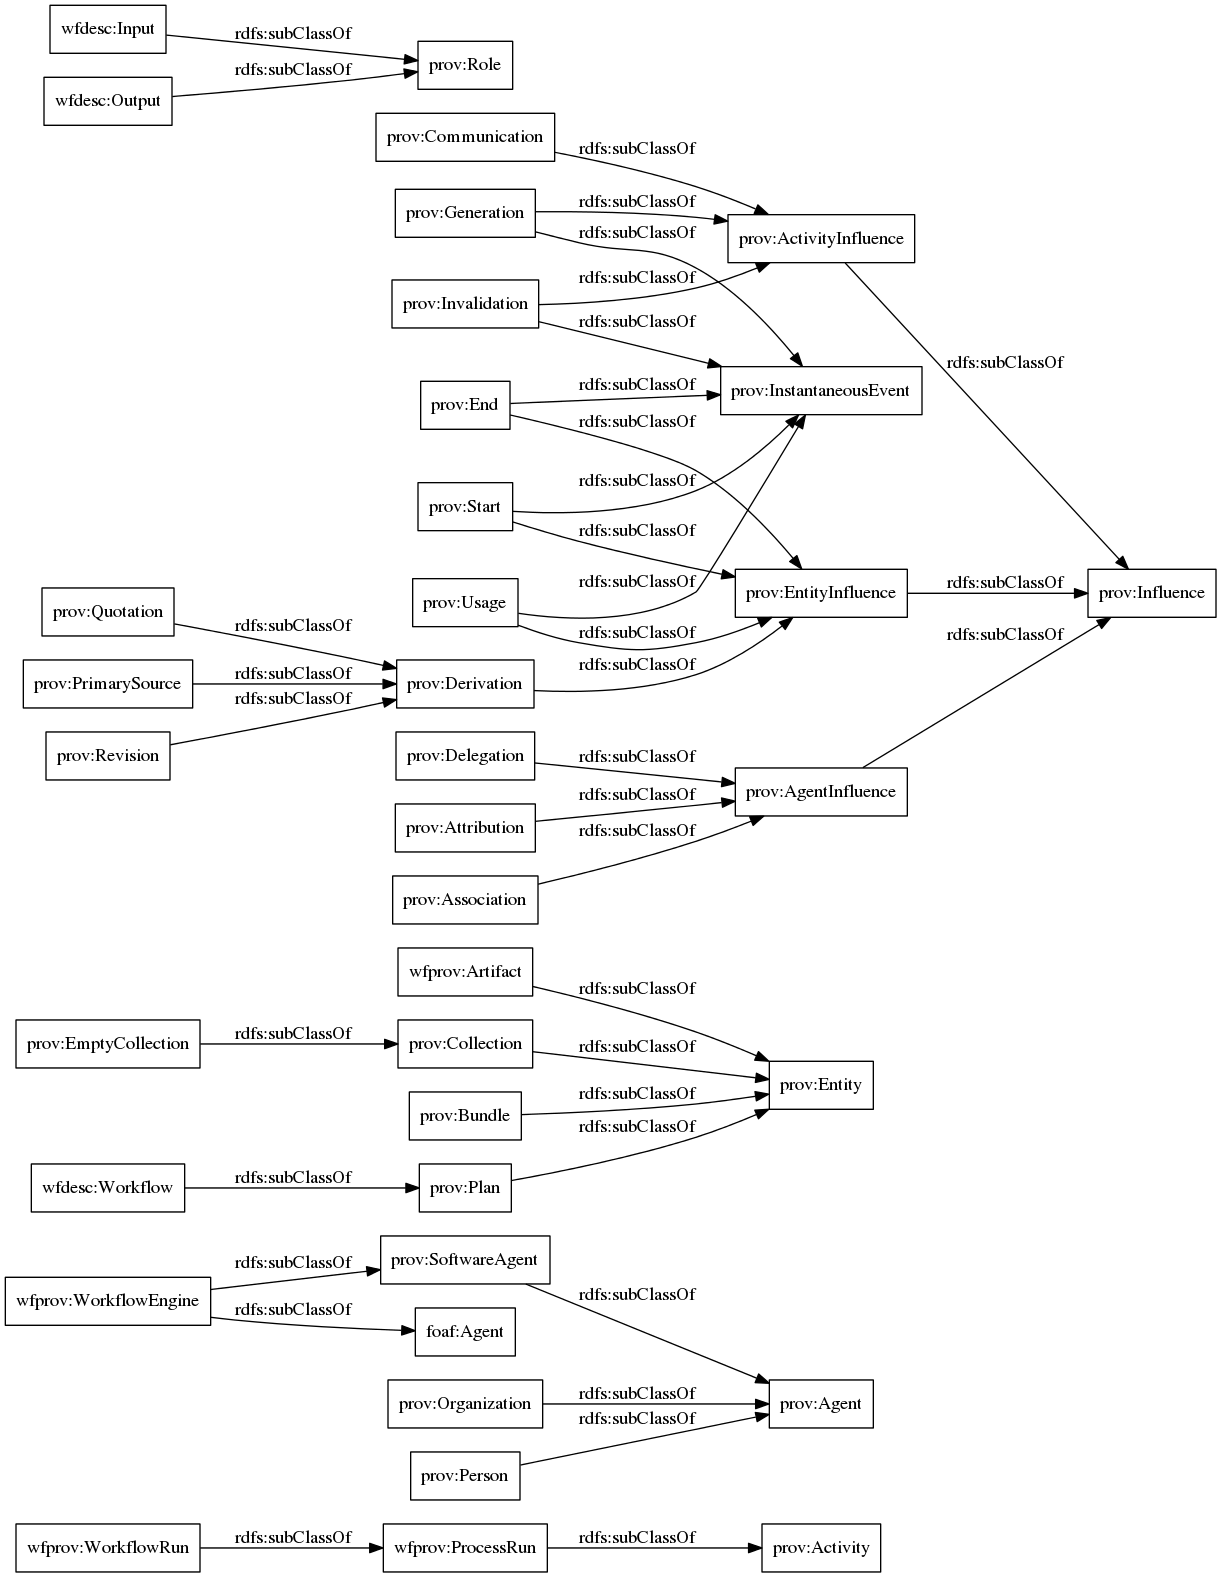 wfdesc:Input
rdfs:subClassOf
prov:Role
rdfs:subClassOf
wfdesc:Output
prov:Communication
rdfs:subClassOf
prov:Generation
rdfs:subClassOf
rdfs:subClassOf
prov:ActivityInfluence
rdfs:subClassOf
prov:Invalidation
rdfs:subClassOf
rdfs:subClassOf
rdfs:subClassOf
prov:InstantaneousEvent
prov:End
rdfs:subClassOf
rdfs:subClassOf
prov:Start
rdfs:subClassOf
rdfs:subClassOf
prov:Usage
rdfs:subClassOf
prov:EntityInfluence
rdfs:subClassOf
prov:Influence
prov:Quotation
rdfs:subClassOf
rdfs:subClassOf
rdfs:subClassOf
prov:PrimarySource
rdfs:subClassOf
prov:Derivation
rdfs:subClassOf
rdfs:subClassOf
prov:Revision
prov:Delegation
rdfs:subClassOf
prov:AgentInfluence
rdfs:subClassOf
prov:Attribution
rdfs:subClassOf
prov:Association
wfprov:Artifact
rdfs:subClassOf
prov:EmptyCollection
rdfs:subClassOf
prov:Collection
rdfs:subClassOf
prov:Entity
prov:Bundle
rdfs:subClassOf
rdfs:subClassOf
wfdesc:Workflow
rdfs:subClassOf
prov:Plan
prov:SoftwareAgent
rdfs:subClassOf
wfprov:WorkflowEngine
rdfs:subClassOf
rdfs:subClassOf
foaf:Agent
prov:Organization
rdfs:subClassOf
prov:Agent
rdfs:subClassOf
prov:Person
wfprov:WorkflowRun
rdfs:subClassOf
wfprov:ProcessRun
rdfs:subClassOf
prov:Activity